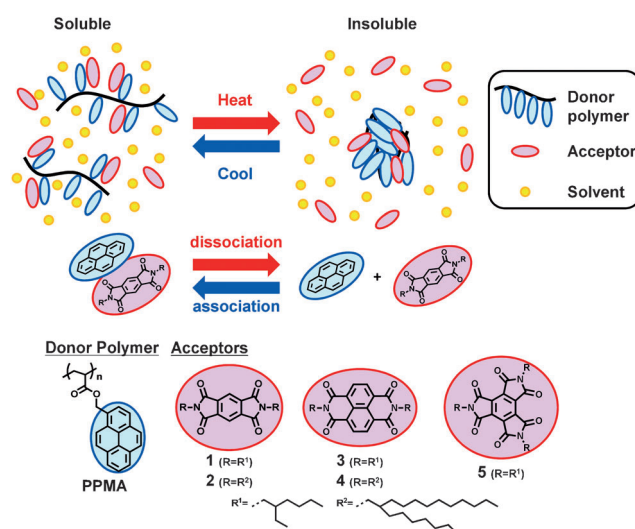 Soluble
Insoluble
Heat
Cool
Donor
polymer
Acceptor
Solvent
dissociation
association
+
R-N
N-R
O
O
O
O
R-N
N-R
O
O
O
O
Donor Polymer
Acceptors
n
O
O
PPMA
R-N
N-R
O
O
O
O
1 (R=R¹)
2 (R=R²)
R-N
N-R
O
O
O
O
3 (R=R¹)
4 (R=R²)
R
N
O
O
R-N
O
O
O
O
N
R
5 (R=R¹)
R¹=
R²=